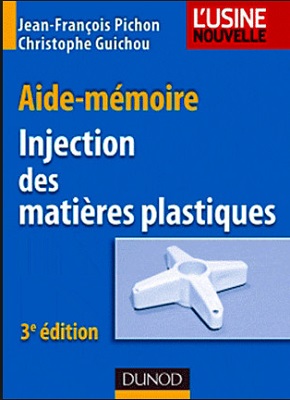 Jean-François Pichon
Christophe Guichou
L'USINE
NOUVELLE
Aide-mémoire
Injection
des
matières plastiques
3e édition
DUNOD